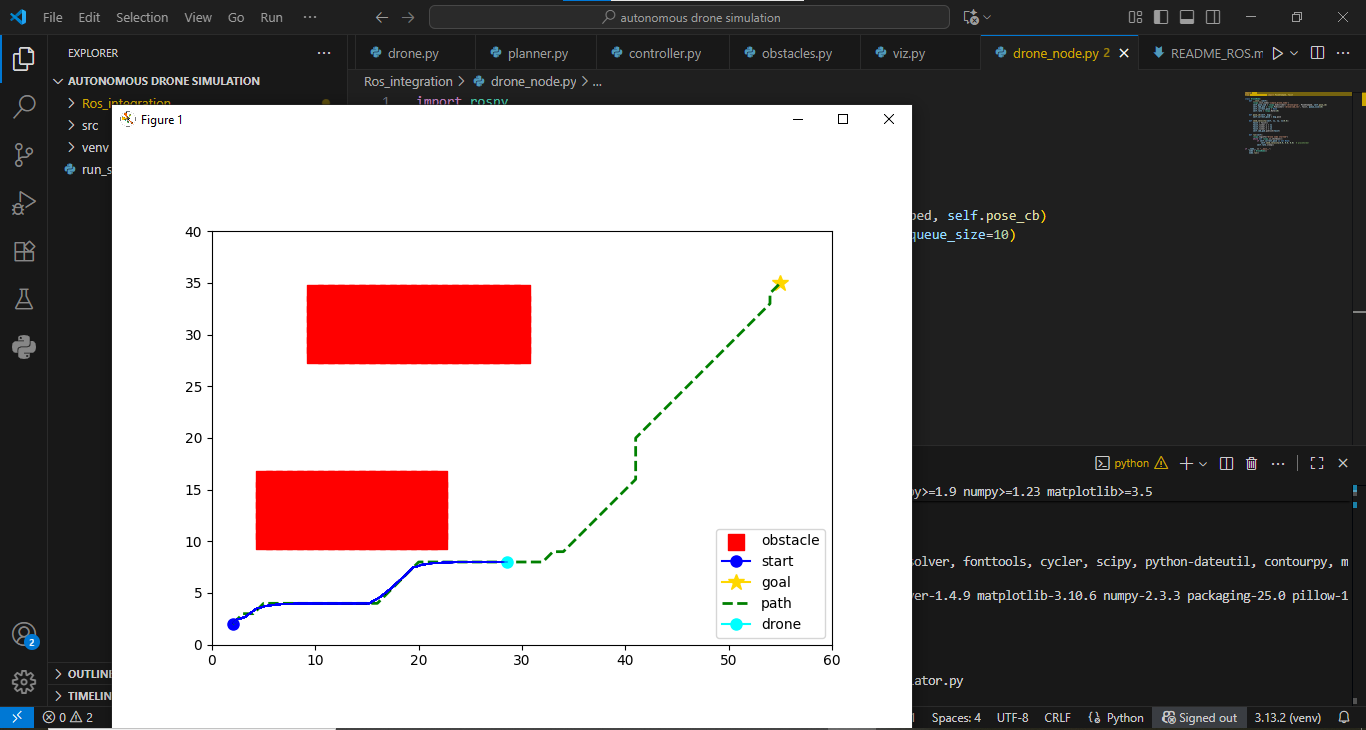 File Edit Selection View Go Run ··· autonomous drone simulation
EXPLORER ···
drone.py planner.py controller.py obstacles.py viz.py drone_node.py 2 README_ROS.m ···
AUTONOMOUS DRONE SIMULATION
Ros_integration > drone_node.py > ...
Ros_integration
1 import rospy
src
venv
run_s
Figure 1
ped, self.pose_cb)
queue_size=10)
40
35
30
25
20
15
10
5
0
0 10 20 30 40 50 60
obstacle
start
goal
path
drone
python
y>=1.9 numpy>=1.23 matplotlib>=3.5
solver, fonttools, cycler, scipy, python-dateutil, contourpy, m
er-1.4.9 matplotlib-3.10.6 numpy-2.3.3 packaging-25.0 pillow-1
ator.py
2
OUTLINE
TIMELIN
0 2 Spaces: 4 UTF-8 CRLF {} Python Signed out 3.13.2 (venv)